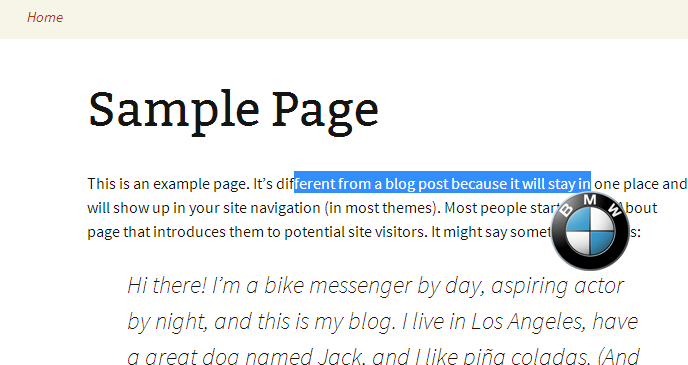 Home
Sample Page
This is an example page. It’s different from a blog post because it will stay in one place and
will show up in your site navigation (in most themes). Most people start About
page that introduces them to potential site visitors. It might say
BMW
Hi there! I’m a bike messenger by day, aspiring actor
by night, and this is my blog. I live in Los Angeles, have
a great dog named Jack, and I like piña coladas. (And